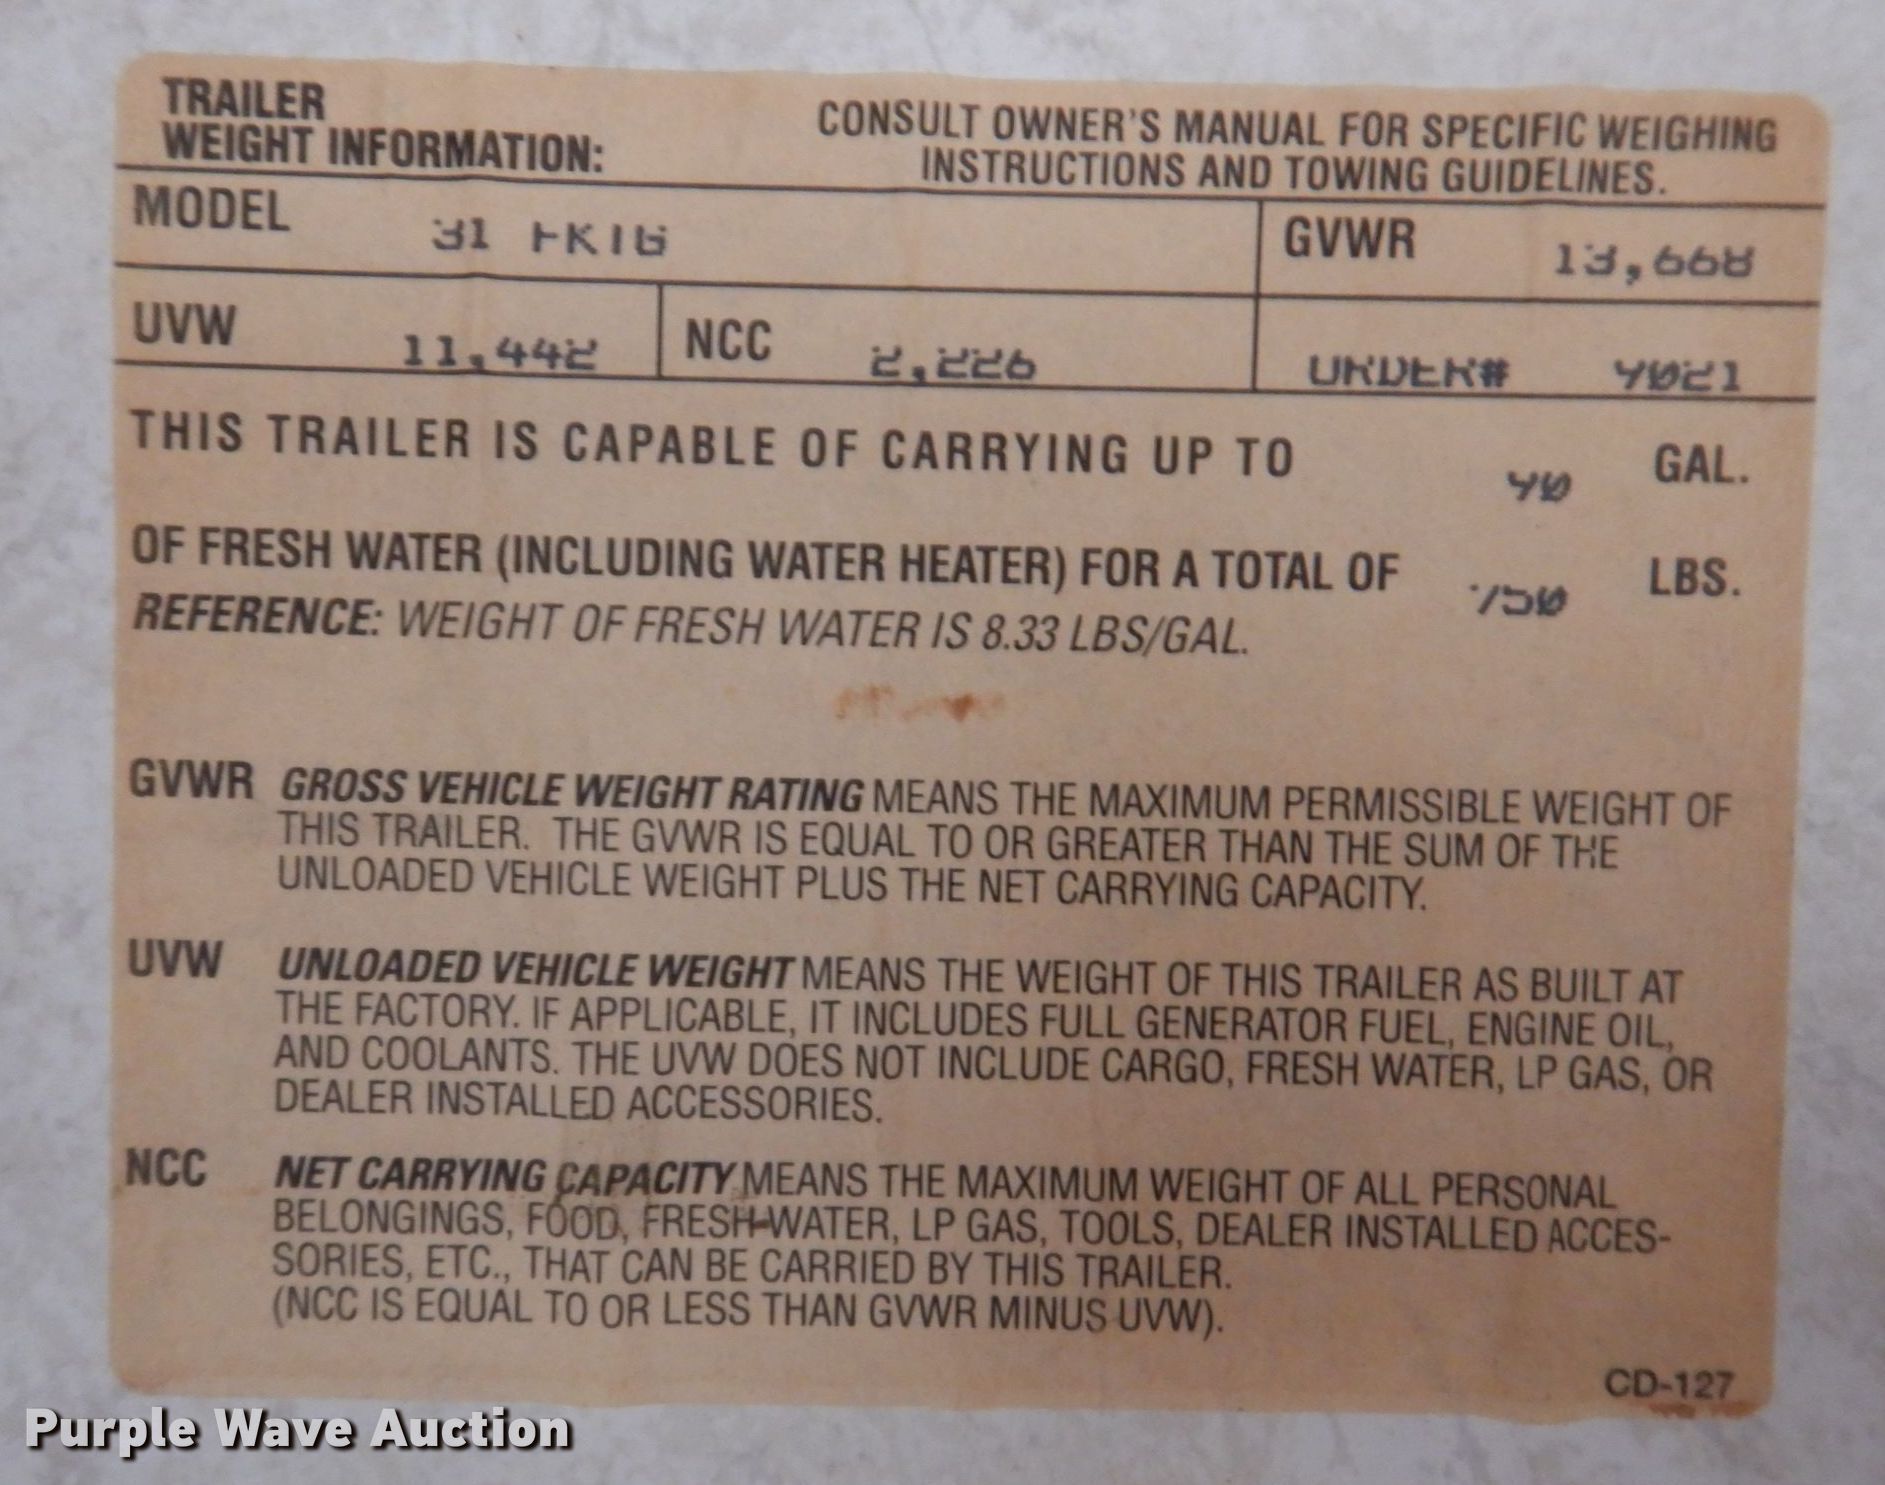 TRAILER
WEIGHT INFORMATION:
CONSULT OWNER'S MANUAL FOR SPECIFIC WEIGHING
INSTRUCTIONS AND TOWING GUIDELINES.
MODEL 31 GVWR 13,668
UVW 11,442 NCC 2,226 ORDER# 4021
THIS TRAILER IS CAPABLE OF CARRYING UP TO 40 GAL.
OF FRESH WATER (INCLUDING WATER HEATER) FOR A TOTAL OF LBS.
REFERENCE: WEIGHT OF FRESH WATER IS 8.33 LBS/GAL.
GVWR GROSS VEHICLE WEIGHT RATING MEANS THE MAXIMUM PERMISSIBLE WEIGHT OF
THIS TRAILER. THE GVWR IS EQUAL TO OR GREATER THAN THE SUM OF THE
UNLOADED VEHICLE WEIGHT PLUS THE NET CARRYING CAPACITY.
UVW UNLOADED VEHICLE WEIGHT MEANS THE WEIGHT OF THIS TRAILER AS BUILT AT
THE FACTORY. IF APPLICABLE, IT INCLUDES FULL GENERATOR FUEL, ENGINE OIL,
AND COOLANTS. THE UVW DOES NOT INCLUDE CARGO, FRESH WATER, LP GAS, OR
DEALER INSTALLED ACCESSORIES.
NCC NET CARRYING CAPACITY MEANS THE MAXIMUM WEIGHT OF ALL PERSONAL
BELONGINGS, FOOD, FRESH WATER, LP GAS, TOOLS, DEALER INSTALLED ACCES-
SORIES, ETC., THAT CAN BE CARRIED BY THIS TRAILER.
(NCC IS EQUAL TO OR LESS THAN GVWR MINUS UVW).
CD-127
Purple Wave Auction